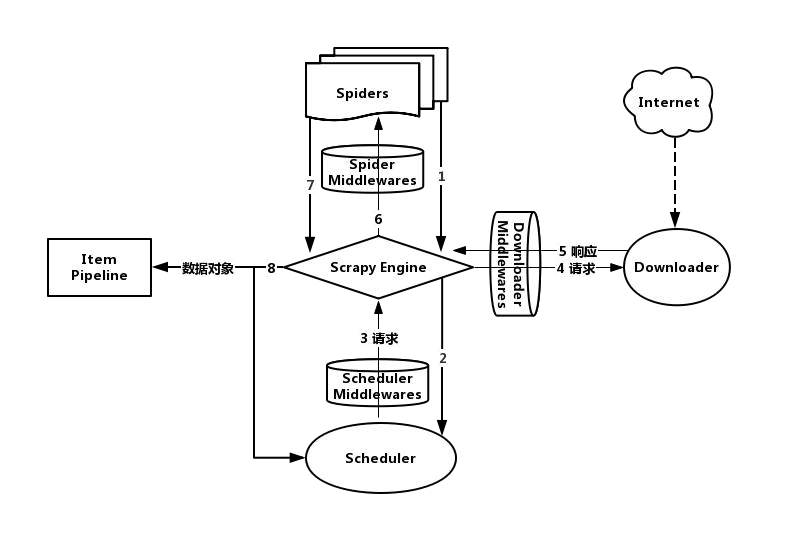 Spiders
Internet
Spider
Middlewares
7
1
6
Item
Pipeline
数据对象
8
Scrapy Engine
Downloader
Middlewares
5 响应
4 请求
Downloader
3 请求
2
Scheduler
Middlewares
Scheduler